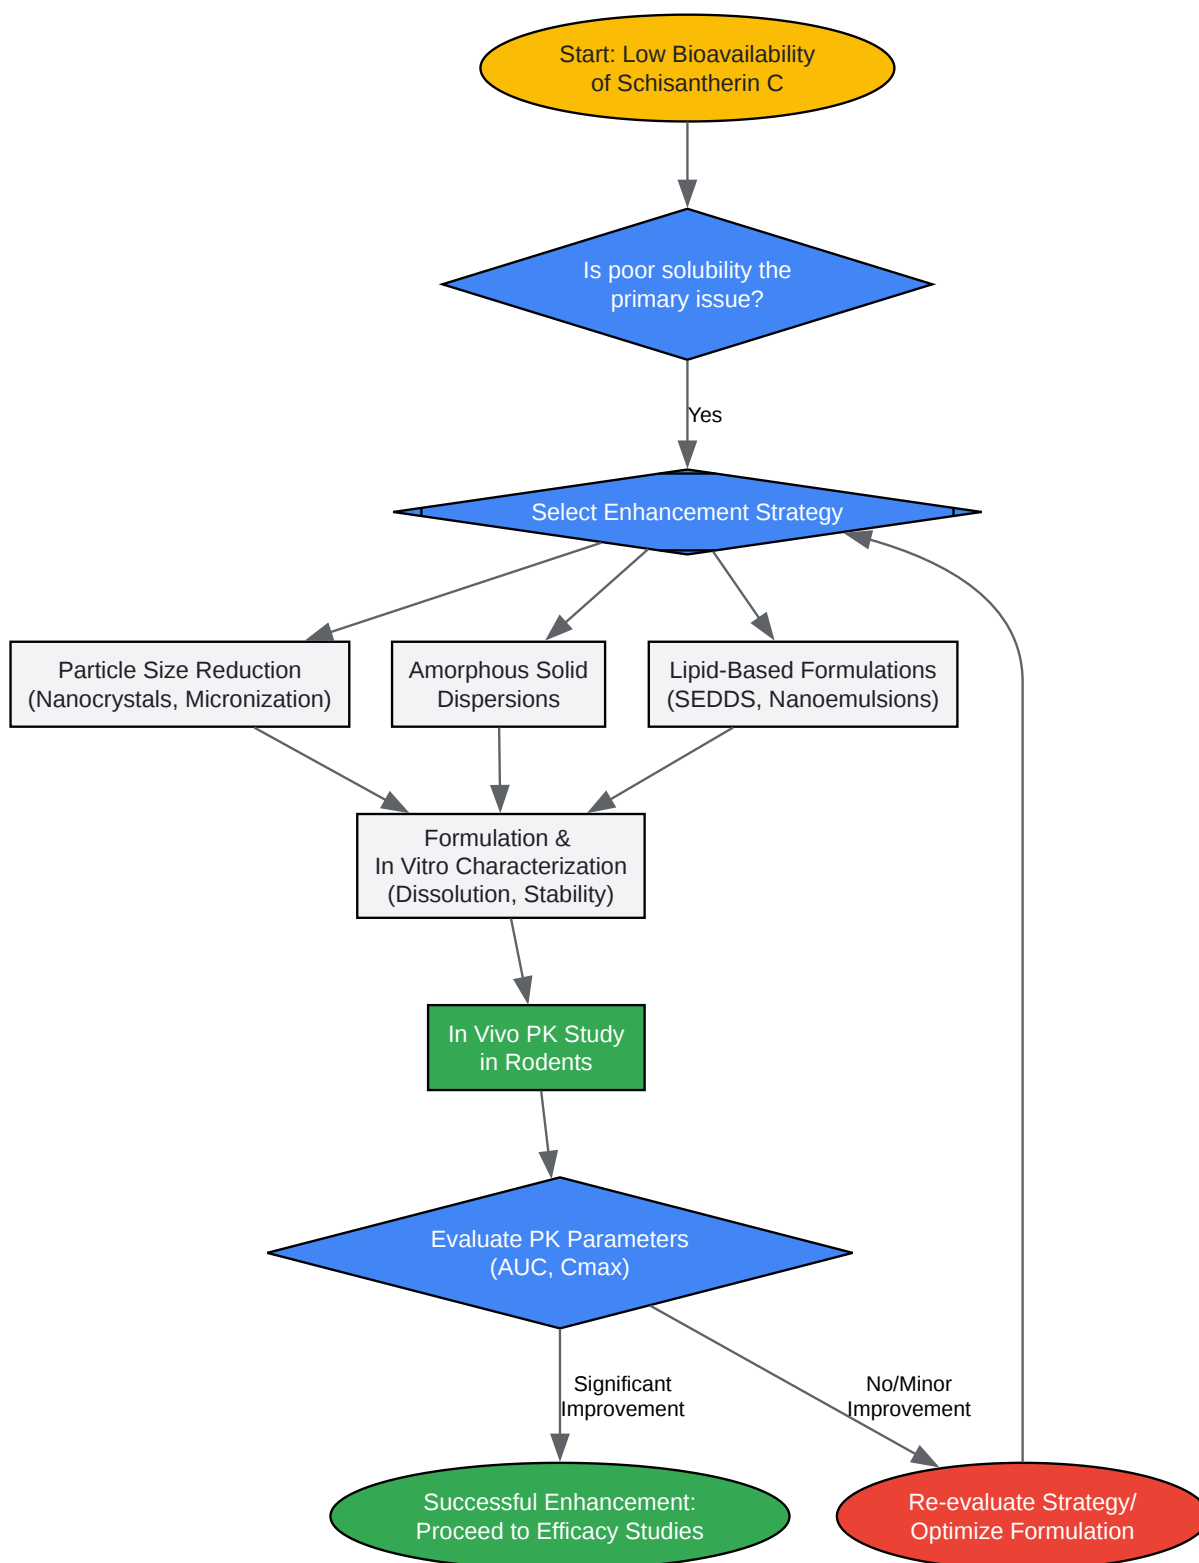 Start: Low Bioavailability
of Schisantherin C
Is poor solubility the
primary issue?
Yes
Select Enhancement Strategy
Particle Size Reduction
(Nanocrystals, Micronization)
Amorphous Solid
Dispersions
Lipid-Based Formulations
(SEDDS, Nanoemulsions)
Formulation &
In Vitro Characterization
(Dissolution, Stability)
In Vivo PK Study
in Rodents
Evaluate PK Parameters
(AUC, Cmax)
Significant
Improvement
No/Minor
Improvement
Successful Enhancement:
Proceed to Efficacy Studies
Re-evaluate Strategy/
Optimize Formulation